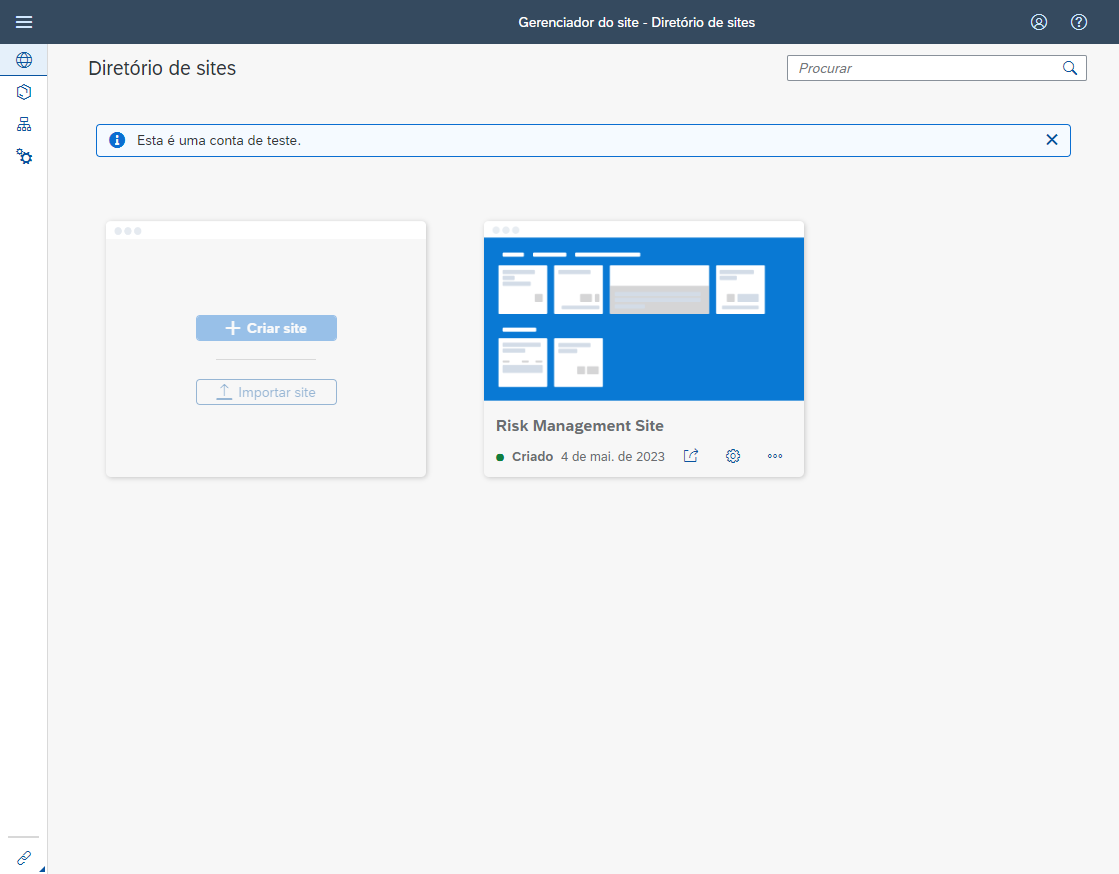 Gerenciador do site - Diretório de sites
Diretório de sites
Procurar
Esta é uma conta de teste.
Criar site
Importar site
Risk Management Site
Criado 4 de mai. de 2023